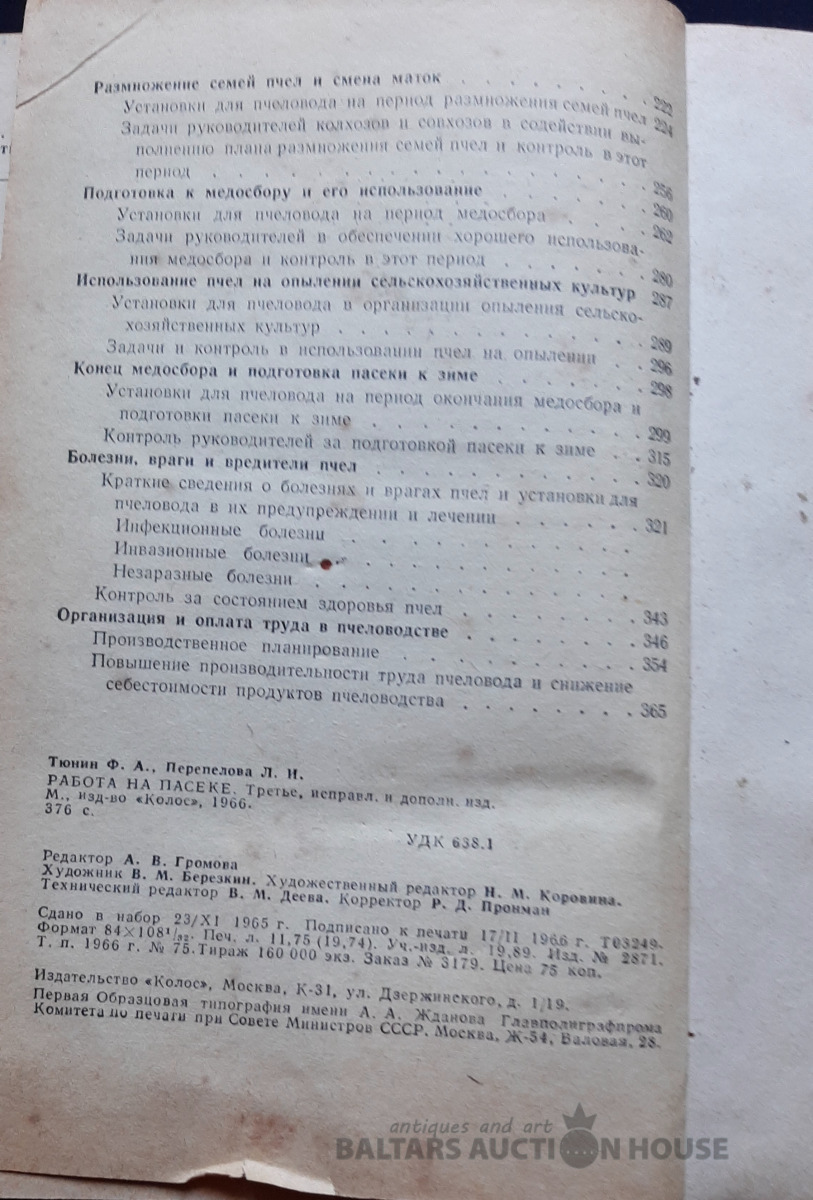 Размножение семей пчел и смена маток . . . . . . . . 222
Установки для пчеловода на период размножения семей пчел 224
Задачи руководителей колхозов и совхозов в содействии вы-
полнению плана размножения семей пчел и контроль в этот
период . . . . . . . . . . . . . . 256
Подготовка к медосбору и его использование . . . . . . 260
Установки для пчеловода на период медосбора . . . . 262
Задачи руководителей в обеспечении хорошего использова-
ния медосбора и контроль в этот период . . . . . . 280
Использование пчел на опылении сельскохозяйственных культур 287
Установки для пчеловода в организации опыления сельско-
хозяйственных культур . . . . . . . . . . . 289
Задачи и контроль в использовании пчел на опылении . . 296
Конец медосбора и подготовка пасеки к зиме . . . . . . 298
Установки для пчеловода на период окончания медосбора и
подготовки пасеки к зиме . . . . . . . . . . 299
Контроль руководителей за подготовкой пасеки к зиме . . 315
Болезни, враги и вредители пчел . . . . . . . . . . 320
Краткие сведения о болезнях и врагах пчел и установки для
пчеловода в их предупреждении и лечении . . . . . . 321
Инфекционные болезни . . . . . . . . . . .
Инвазионные болезни . . . . . . . . . . .
Незаразные болезни . . . . . . . . . . . .
Контроль за состоянием здоровья пчел . . . . . . . 343
Организация и оплата труда в пчеловодстве . . . . . . . 346
Производственное планирование . . . . . . . . . 354
Повышение производительности труда пчеловода и снижение
себестоимости продуктов пчеловодства . . . . . . . 365
Тюнин Ф. А., Перепелова Л. И.
РАБОТА НА ПАСЕКЕ. Третье, исправл. и дополн. изд.
М., изд-во «Колос», 1966.
376 с.
УДК 638.1
Редактор А. В. Громова
Художник В. М. Березкин. Художественный редактор Н. М. Коровина.
Технический редактор В. М. Деева. Корректор Р. Д. Пронман
Сдано в набор 23/XI 1965 г. Подписано к печати 17/II 1966 г. Т03249.
Формат 84×108¹/₃₂. Печ. л. 11,75 (19,74). Уч.-изд. л. 19,89. Изд. № 2871.
Т. п. 1966 г. № 75. Тираж 160 000 экз. Заказ № 3179. Цена 75 коп.
Издательство «Колос», Москва, К-31, ул. Дзержинского, д. 1/19.
Первая Образцовая типография имени А. А. Жданова Главполиграфпрома
Комитета по печати при Совете Министров СССР. Москва, Ж-54, Валовая, 28.
antiques and art
BALTARS AUCTION HOUSE